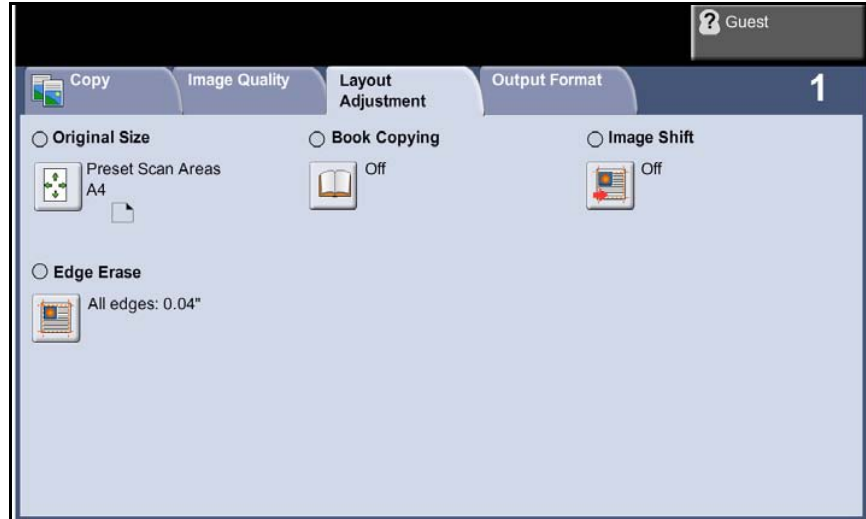 ? Guest
Copy
Image Quality
Layout
Adjustment
Output Format
1
Original Size
Preset Scan Areas
A4
Book Copying
Off
Image Shift
Off
Edge Erase
All edges: 0.04"